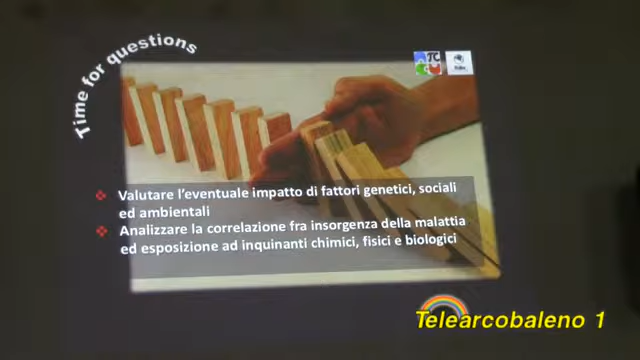 Time for questions
TC
Valutare l'eventuale impatto di fattori genetici, sociali
ed ambientali
Analizzare la correlazione fra insorgenza della malattia
ed esposizione ad inquinanti chimici, fisici e biologici
Telearcobaleno 1